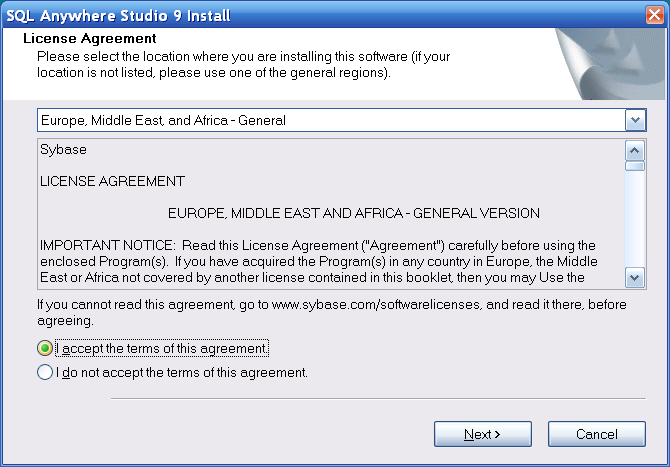 SQL Anywhere Studio 9 Install
License Agreement
Please select the location where you are installing this software (if your
location is not listed, please use one of the general regions).
Europe, Middle East, and Africa - General
Sybase
LICENSE AGREEMENT
EUROPE, MIDDLE EAST AND AFRICA - GENERAL VERSION
IMPORTANT NOTICE:  Read this License Agreement ("Agreement") carefully before using the
enclosed Program(s).  If you have acquired the Program(s) in any country in Europe, the Middle
East or Africa not covered by another license contained in this booklet, then you may Use the
If you cannot read this agreement, go to www.sybase.com/softwarelicenses, and read it there, before
agreeing.
I accept the terms of this agreement.
I do not accept the terms of this agreement.
Next >
Cancel